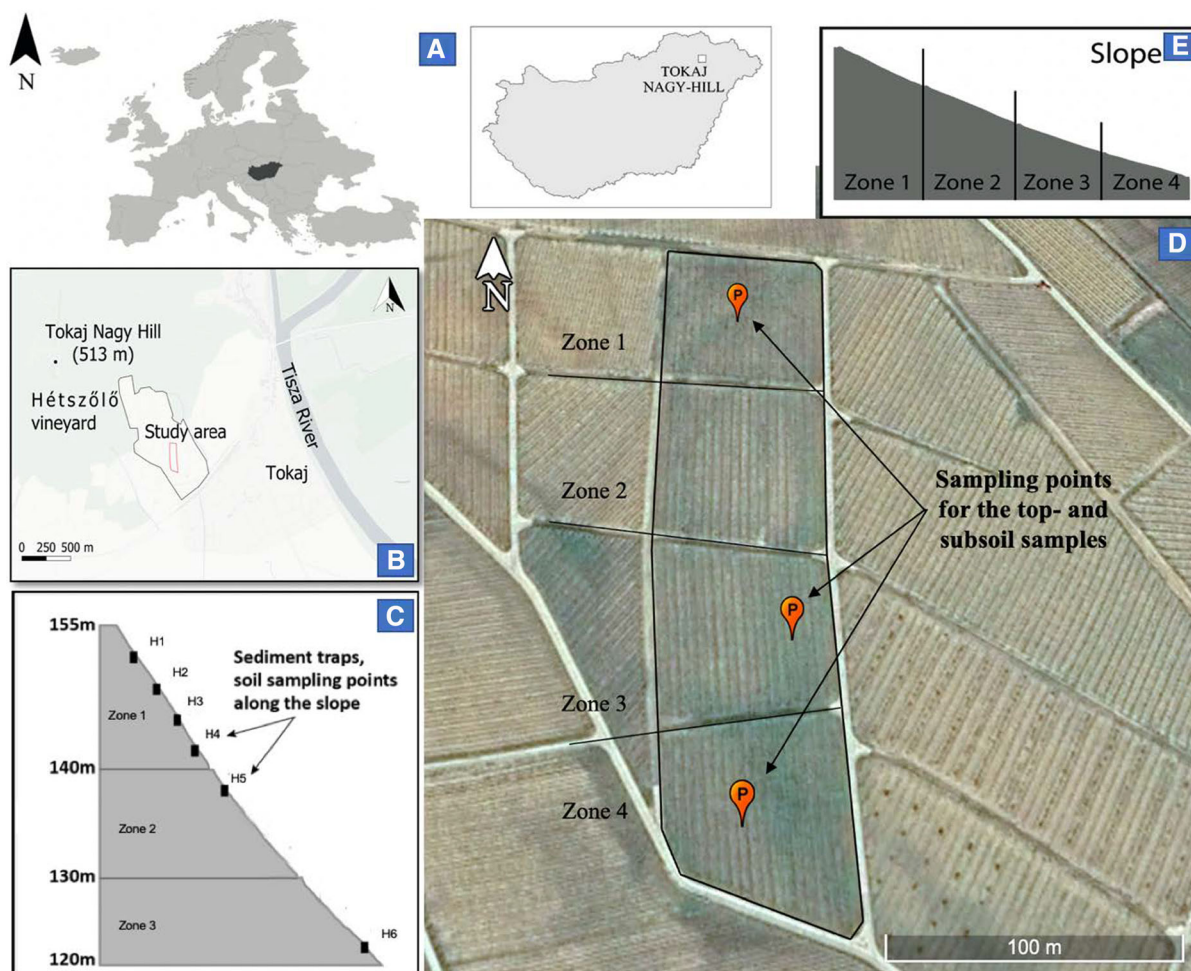 N
A
TOKAJ
NAGY-HILL
E
Slope
Zone 1
Zone 2
Zone 3
Zone 4
N
Tokaj Nagy Hill
(513 m)
Hétszőlő
vineyard
Study area
Tisza River
Tokaj
0 250 500 m
B
155m
C
H1
H2
H3
H4
H5
H6
Sediment traps,
soil sampling points
along the slope
Zone 1
140m
Zone 2
130m
Zone 3
120m
D
N
P
Zone 1
Zone 2
Sampling points
for the top- and
subsoil samples
P
Zone 3
P
Zone 4
100 m